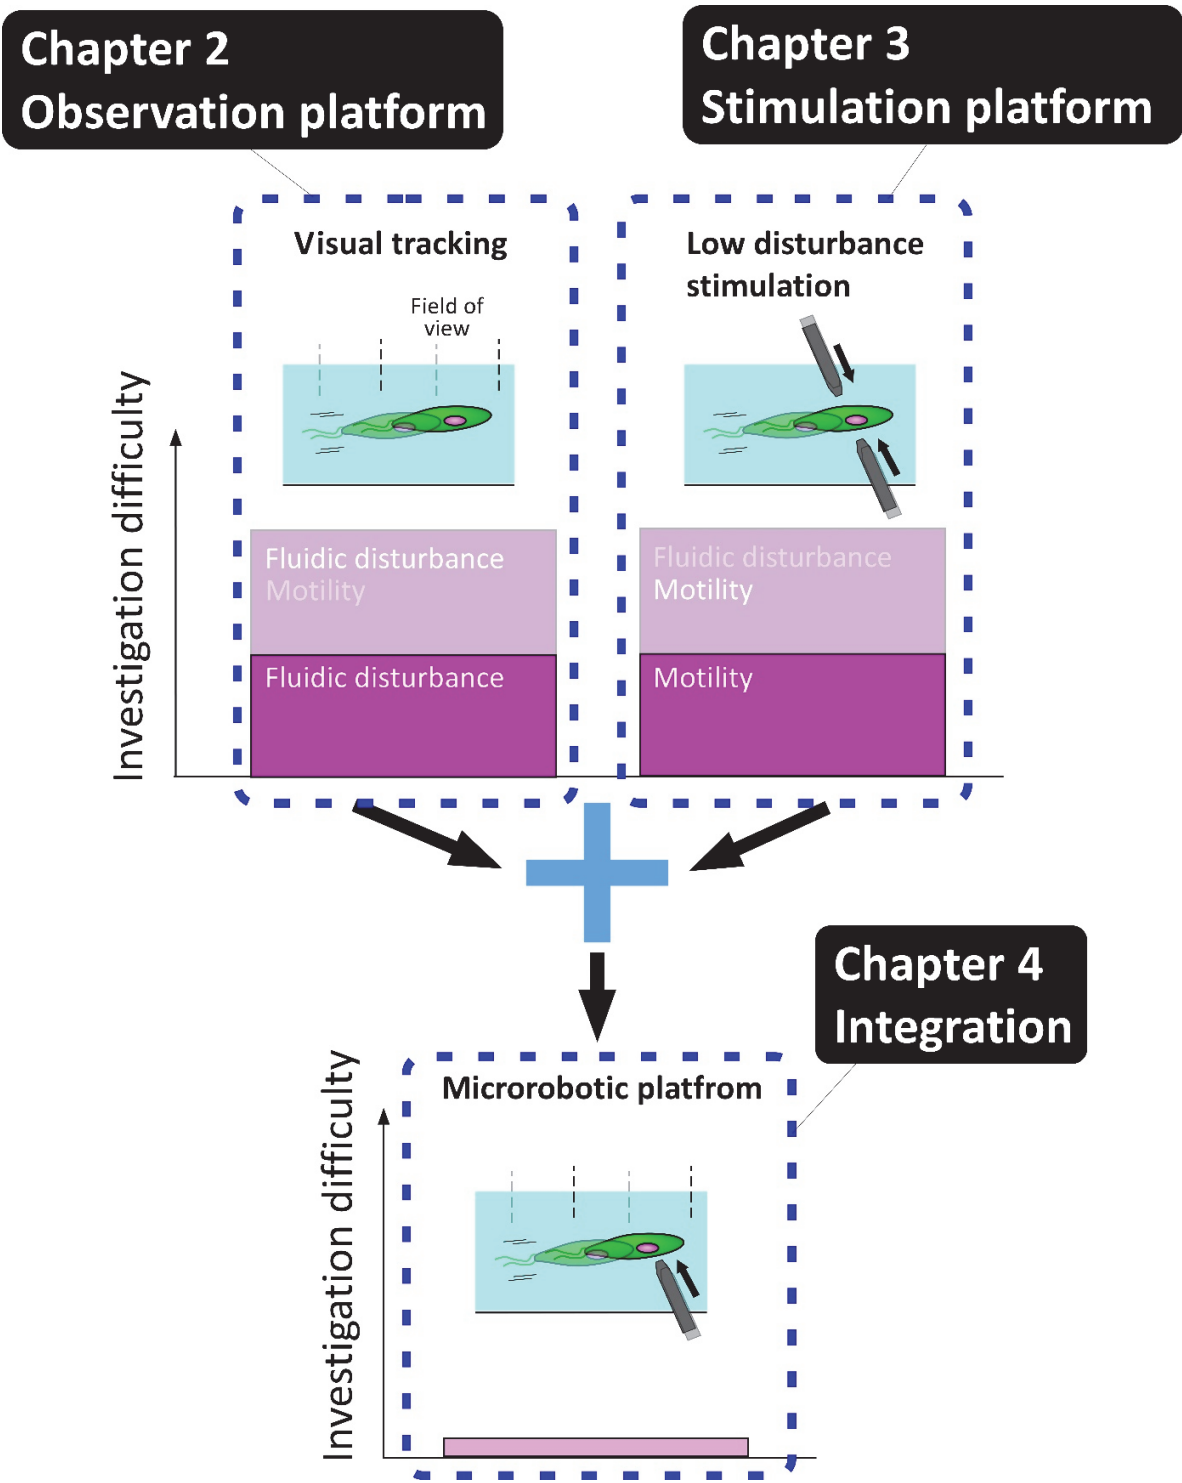 Chapter 2
Observation platform
Chapter 3
Stimulation platform
Visual tracking
Field of
view
Low disturbance
stimulation
Investigation difficulty
Fluidic disturbance
Motility
Fluidic disturbance
Fluidic disturbance
Motility
Motility
Chapter 4
Integration
Microrobotic platfrom
Investigation difficulty